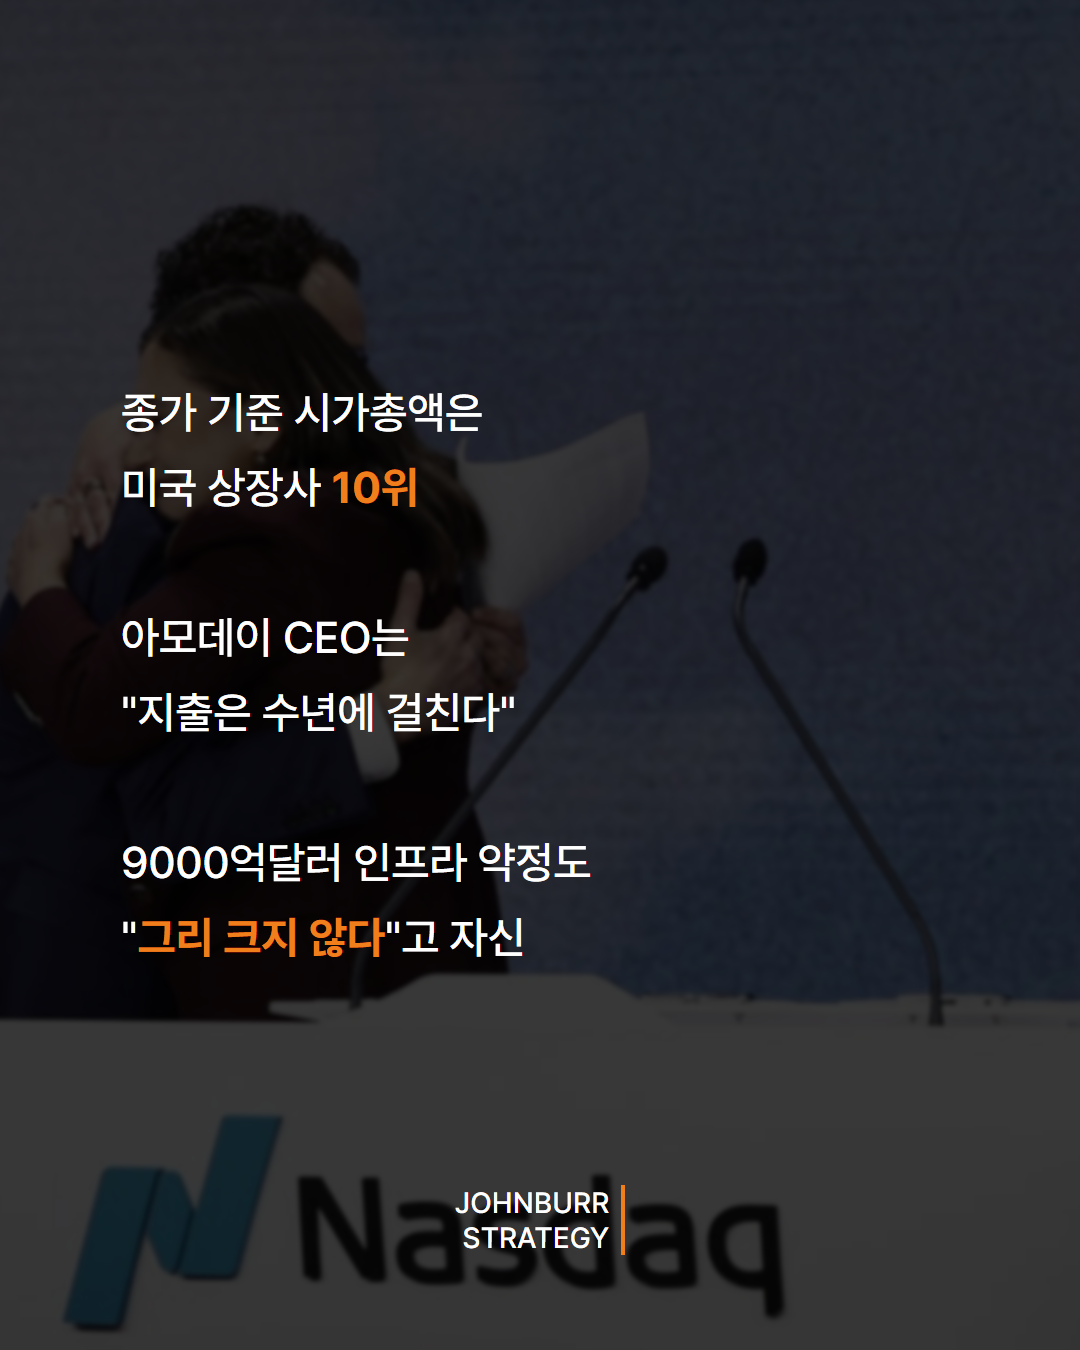 종가 기준 시가총액은
미국 상장사 10위
아모데이 CEO는
"지출은 수년에 걸친다"
9000억달러 인프라 약정도
"그리 크지 않다"고 자신
Nasdaq
JOHNBURR
STRATEGY